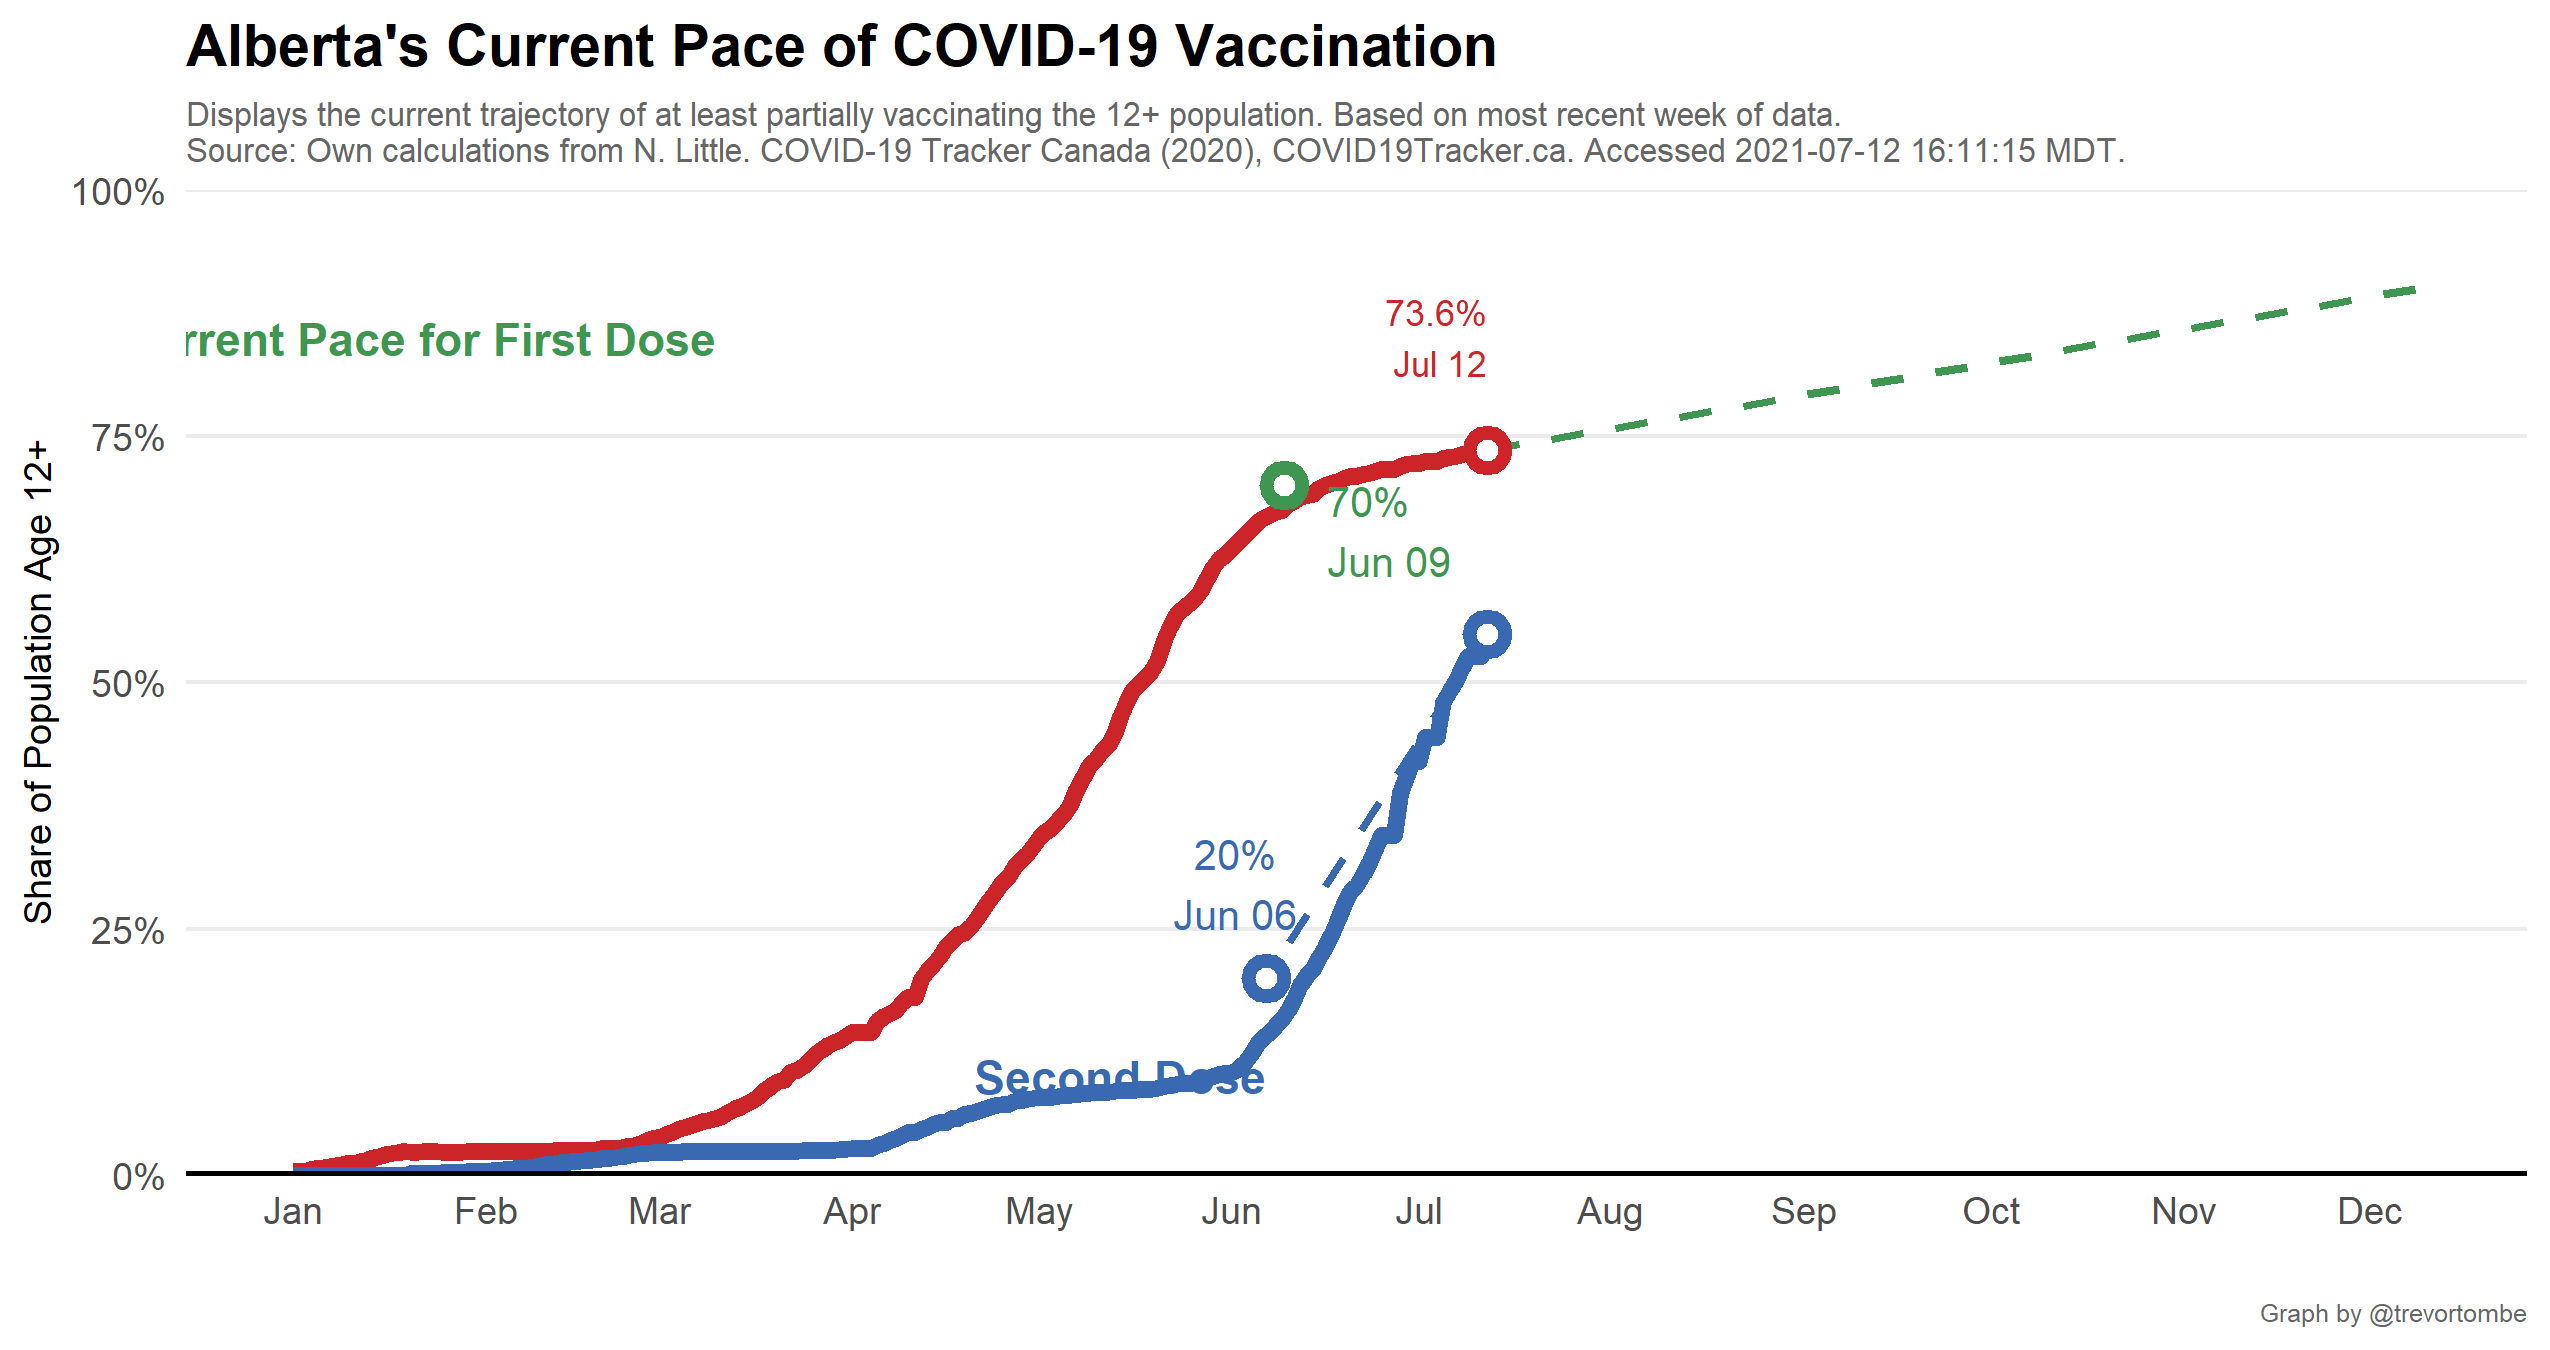 Alberta's Current Pace of COVID-19 Vaccination
Displays the current trajectory of at least partially vaccinating the 12+ population. Based on most recent week of data.
Source: Own calculations from N. Little. COVID-19 Tracker Canada (2020), COVID19Tracker.ca. Accessed 2021-07-12 16:11:15 MDT.
100%
73.6%
rrent Pace for First Dose
Jul 12
75%
70%
Jun 09
Share of Population Age 12+
50%
20%
Jun 06
25%
Second Dose
0%
Jan Feb Mar Apr May Jun Jul Aug Sep Oct Nov Dec
Graph by @trevortombe